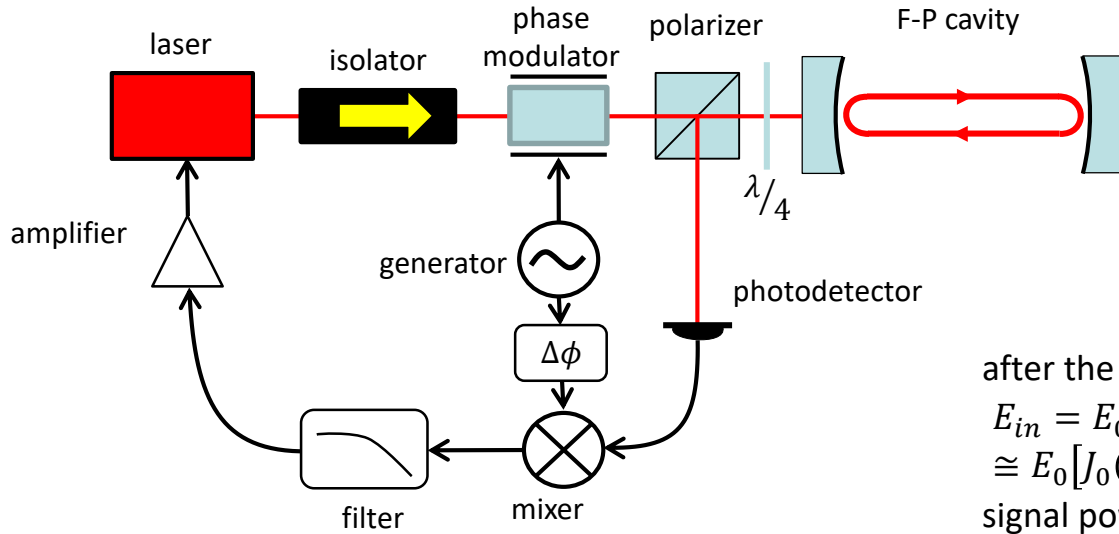 laser
isolator
phase
modulator
polarizer
F-P cavity
λ/4
amplifier
generator
photodetector
Δϕ
filter
mixer
after the
E_in = E_0
≅ E_0[J_0(
signal